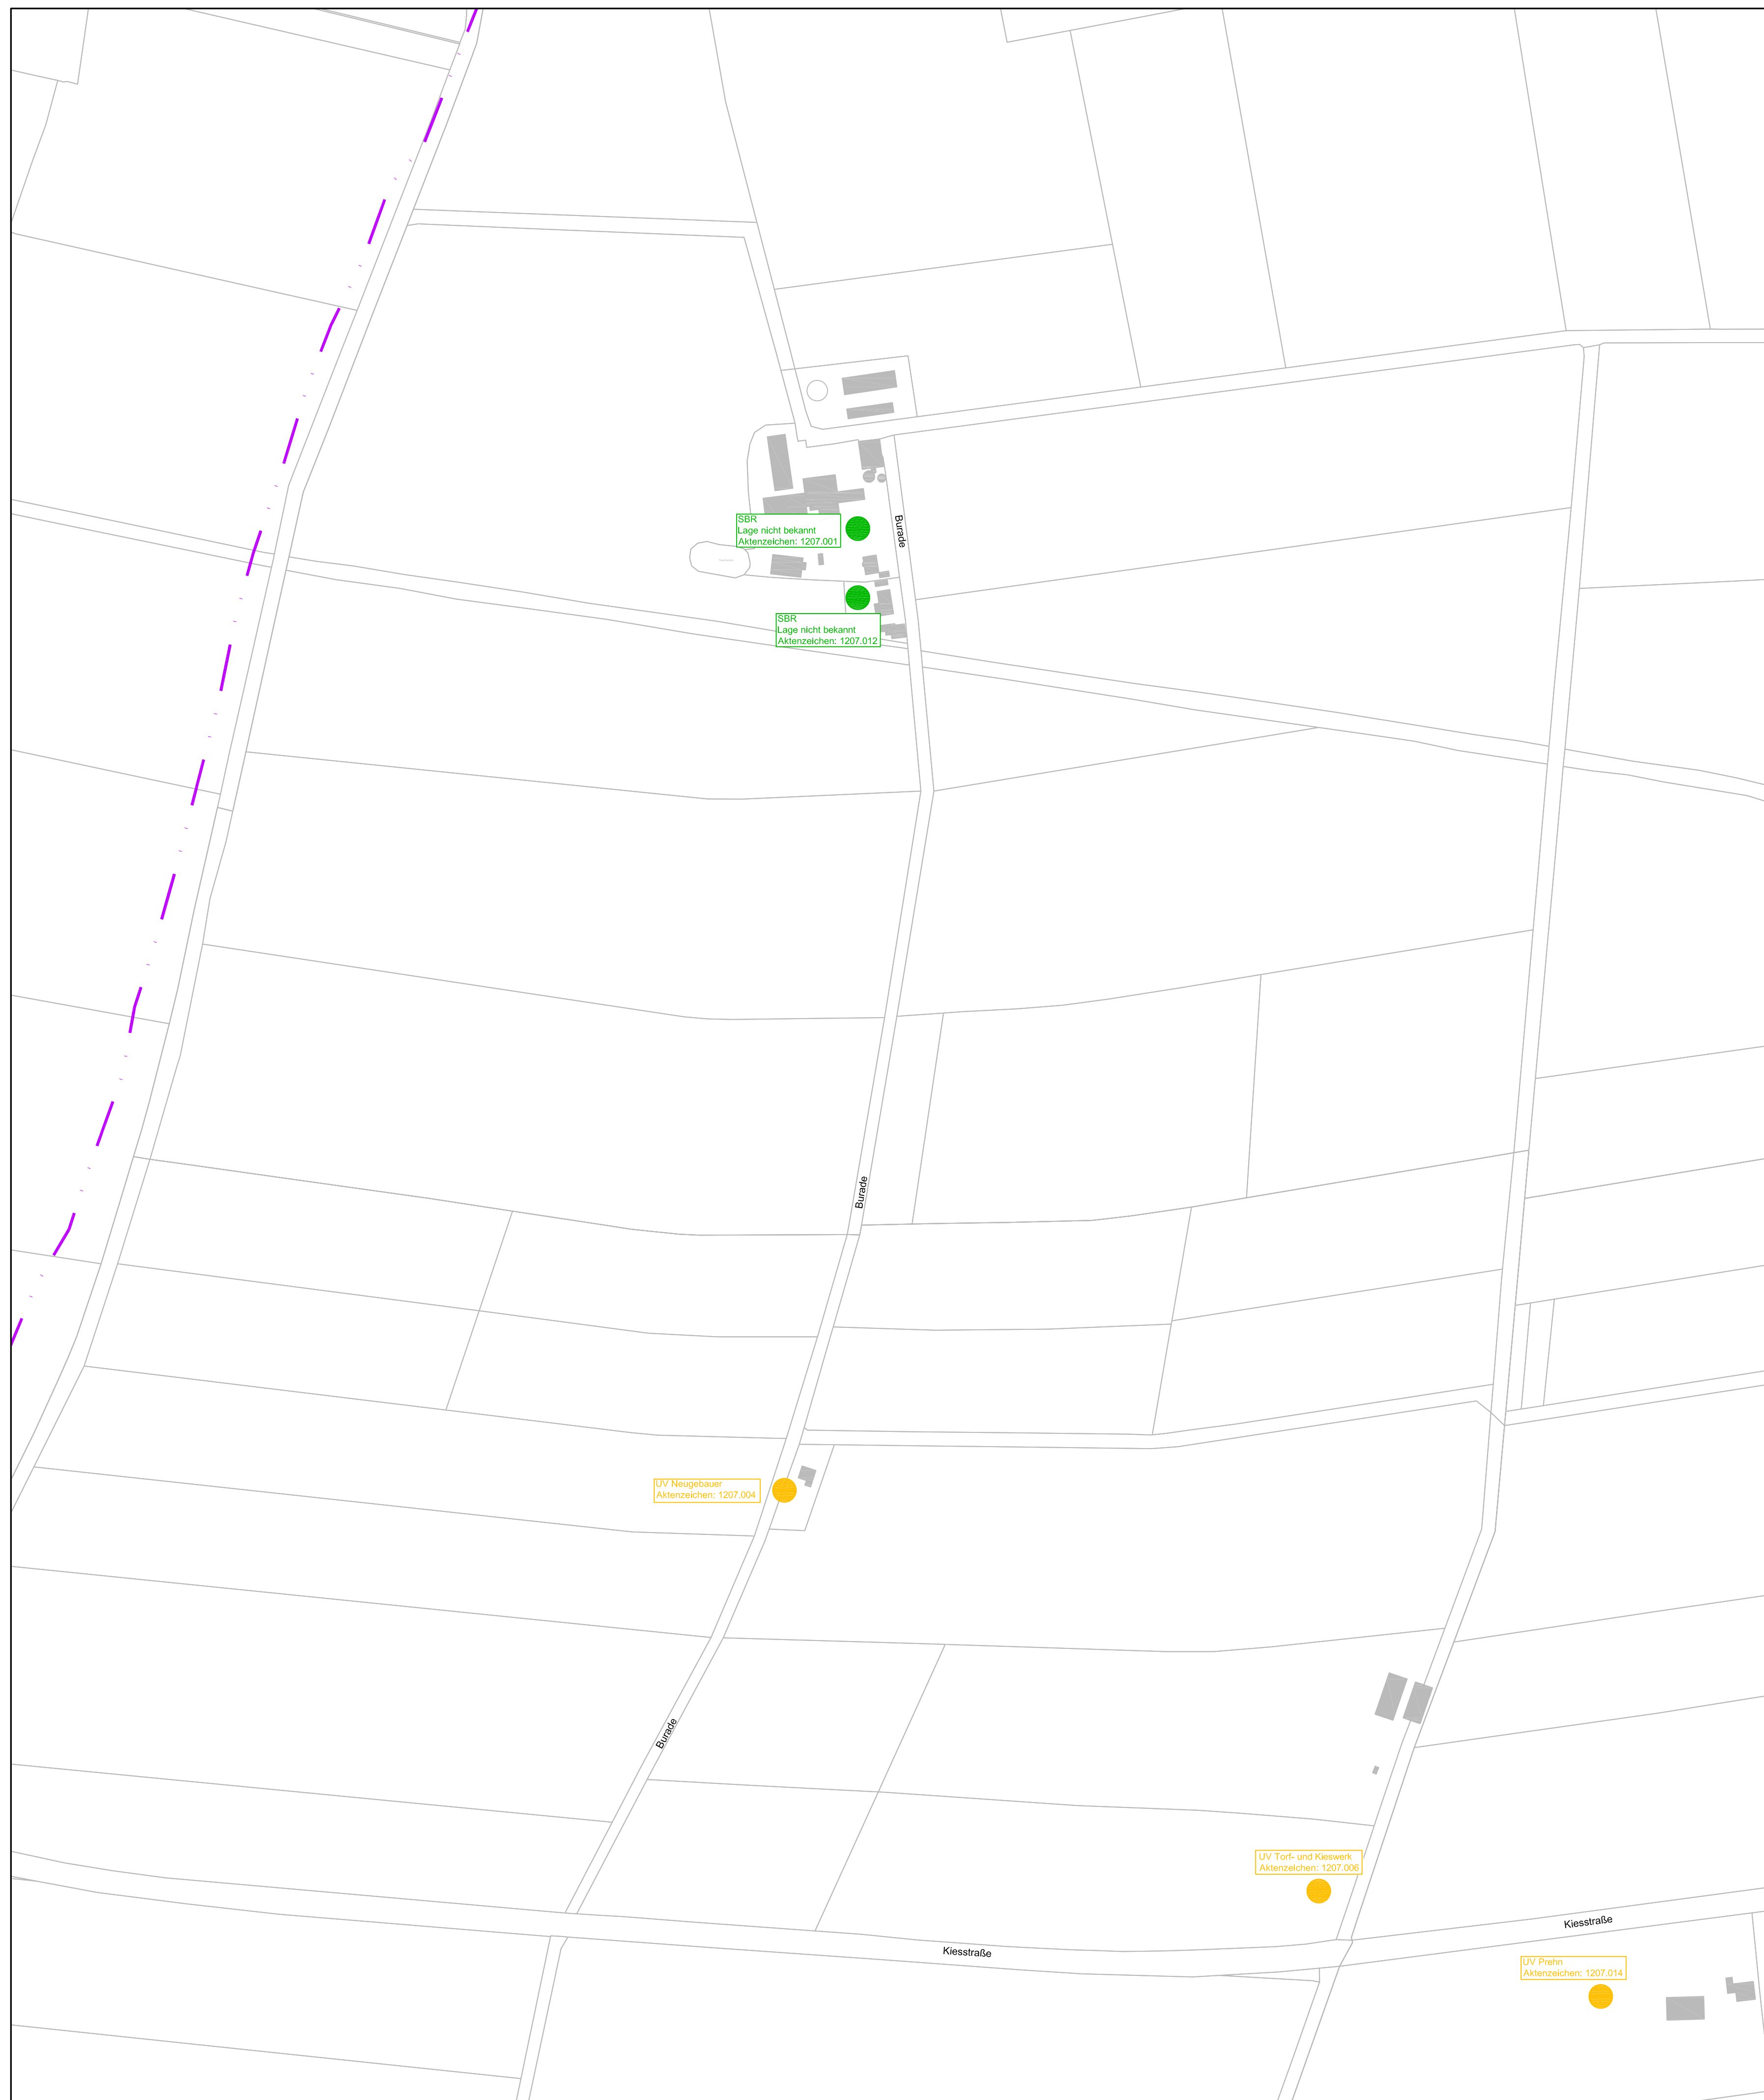 SBR
Lage nicht bekannt
Aktenzeichen: 1207.001
Burade
SBR
Lage nicht bekannt
Aktenzeichen: 1207.012
Burade
UV Neugebauer
Aktenzeichen: 1207.004
Burade
UV Torf- und Kieswerk
Aktenzeichen: 1207.006
Kiesstraße
Kiesstraße
UV Prehn
Aktenzeichen: 1207.014